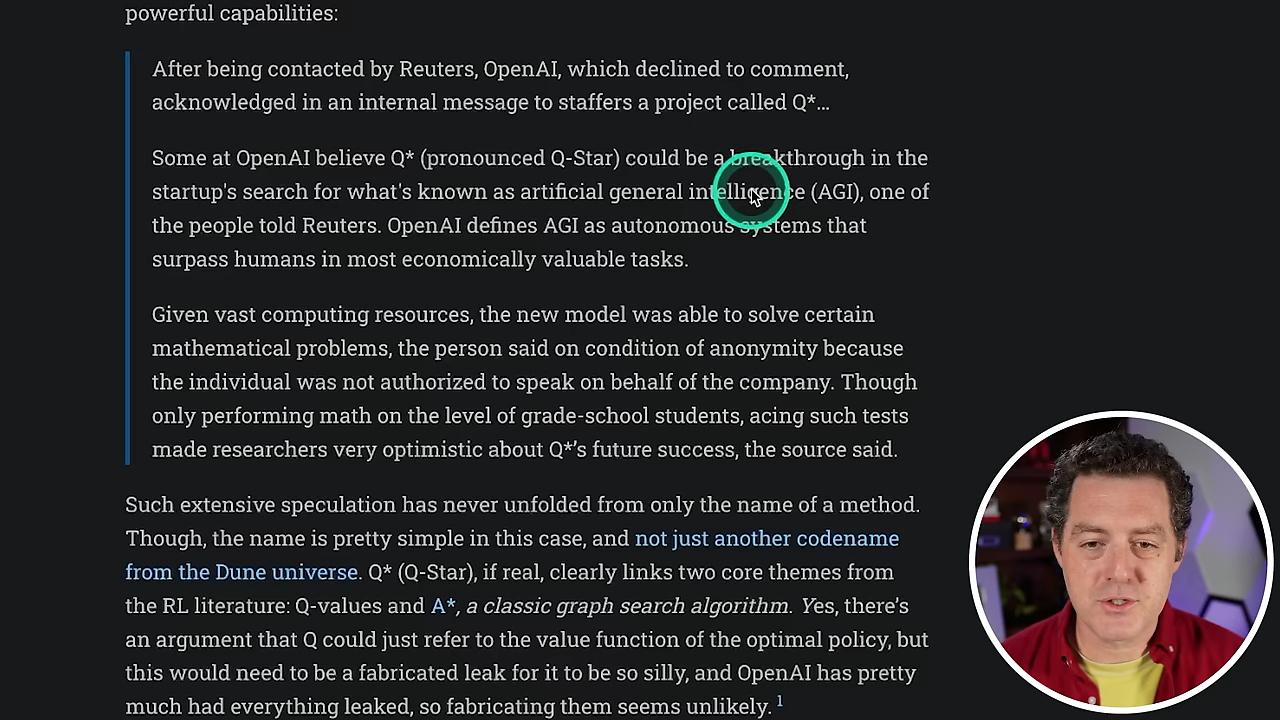 powerful capabilities:
After being contacted by Reuters, OpenAI, which declined to comment,
acknowledged in an internal message to staffers a project called Q*…
Some at OpenAI believe Q* (pronounced Q-Star) could be a breakthrough in the
startup's search for what's known as artificial general intelligence (AGI), one of
the people told Reuters. OpenAI defines AGI as autonomous systems that
surpass humans in most economically valuable tasks.
Given vast computing resources, the new model was able to solve certain
mathematical problems, the person said on condition of anonymity because
the individual was not authorized to speak on behalf of the company. Though
only performing math on the level of grade-school students, acing such tests
made researchers very optimistic about Q*’s future success, the source said.
Such extensive speculation has never unfolded from only the name of a method.
Though, the name is pretty simple in this case, and not just another codename
from the Dune universe. Q* (Q-Star), if real, clearly links two core themes from
the RL literature: Q-values and A*, a classic graph search algorithm. Yes, there’s
an argument that Q could just refer to the value function of the optimal policy, but
this would need to be a fabricated leak for it to be so silly, and OpenAI has pretty
much had everything leaked, so fabricating them seems unlikely. 1